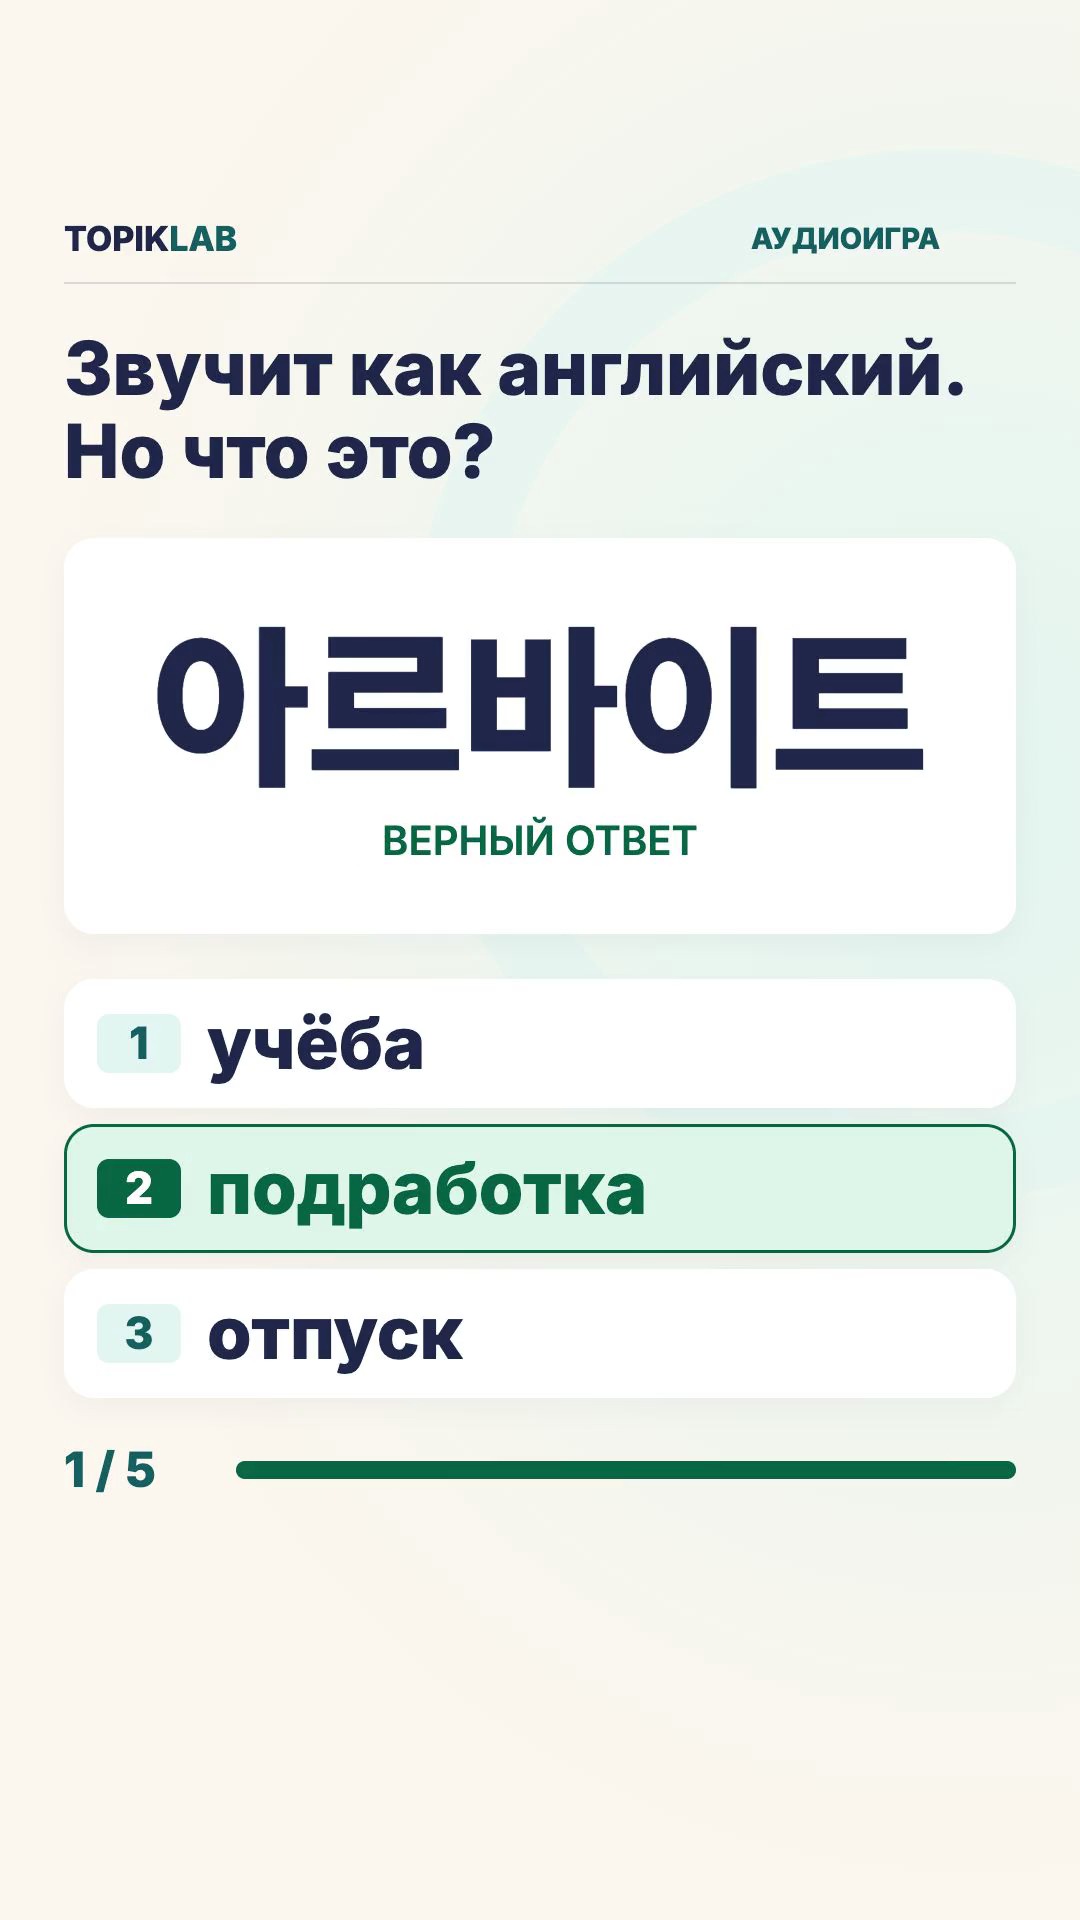 TOPIKLAB
АУДИОИГРА
Звучит как английский.
Но что это?
아르바이트
ВЕРНЫЙ ОТВЕТ
1 учёба
2 подработка
3 отпуск
1 / 5